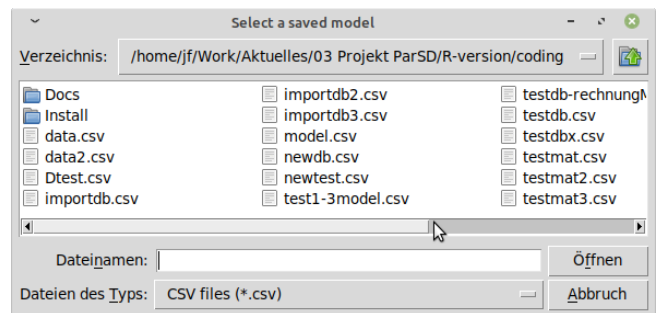 Select a saved model
Verzeichnis: /home/jf/Work/Aktuelles/03 Projekt ParSD/R-version/coding
Docs
Install
data.csv
data2.csv
Dtest.csv
importdb.csv
importdb2.csv
importdb3.csv
model.csv
newdb.csv
newtest.csv
test1-3model.csv
testdb-rechnungM
testdb.csv
testdbx.csv
testmat.csv
testmat2.csv
testmat3.csv
Dateinamen:
Öffnen
Dateien des Typs: CSV files (*.csv)
Abbruch